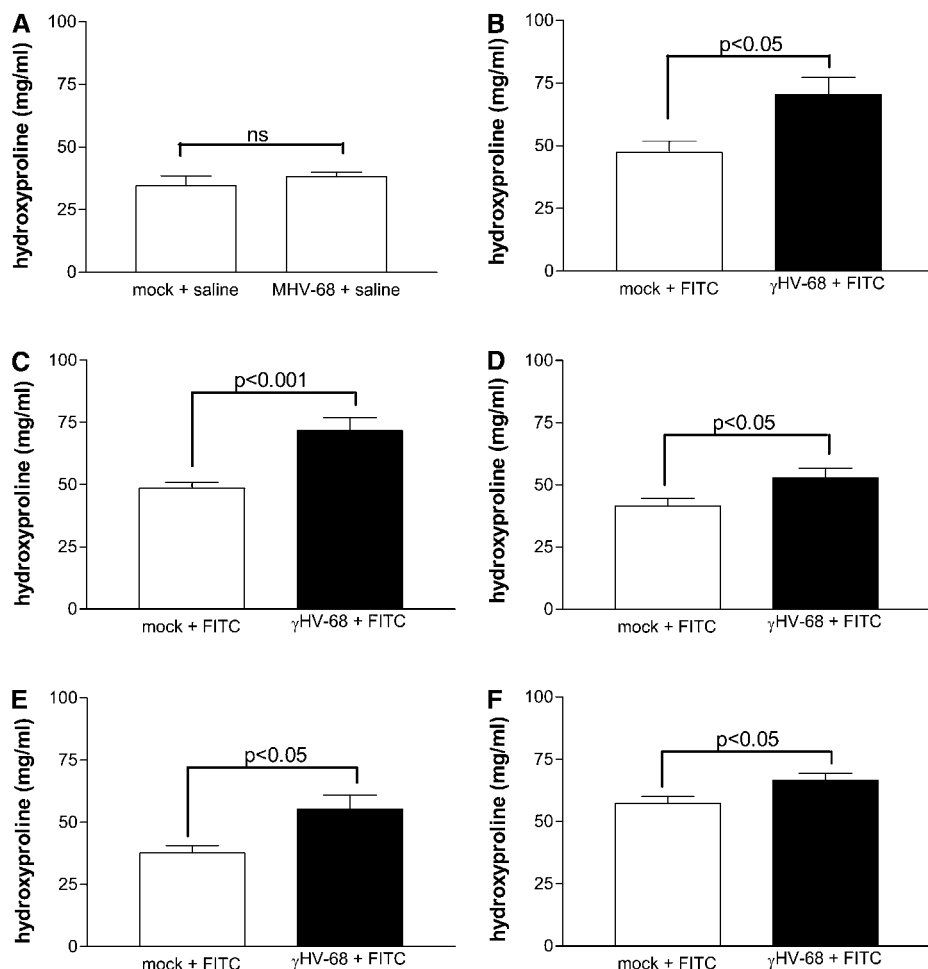 A
hydroxyproline (mg/ml)
100
75
50
25
0
ns
mock + saline
MHV-68 + saline
B
hydroxyproline (mg/ml)
100
75
50
25
0
p<0.05
mock + FITC
γHV-68 + FITC
C
hydroxyproline (mg/ml)
100
75
50
25
0
p<0.001
mock + FITC
γHV-68 + FITC
D
hydroxyproline (mg/ml)
100
75
50
25
0
p<0.05
mock + FITC
γHV-68 + FITC
E
hydroxyproline (mg/ml)
100
75
50
25
0
p<0.05
mock + FITC
γHV-68 + FITC
F
hydroxyproline (mg/ml)
100
75
50
25
0
p<0.05
mock + FITC
γHV-68 + FITC